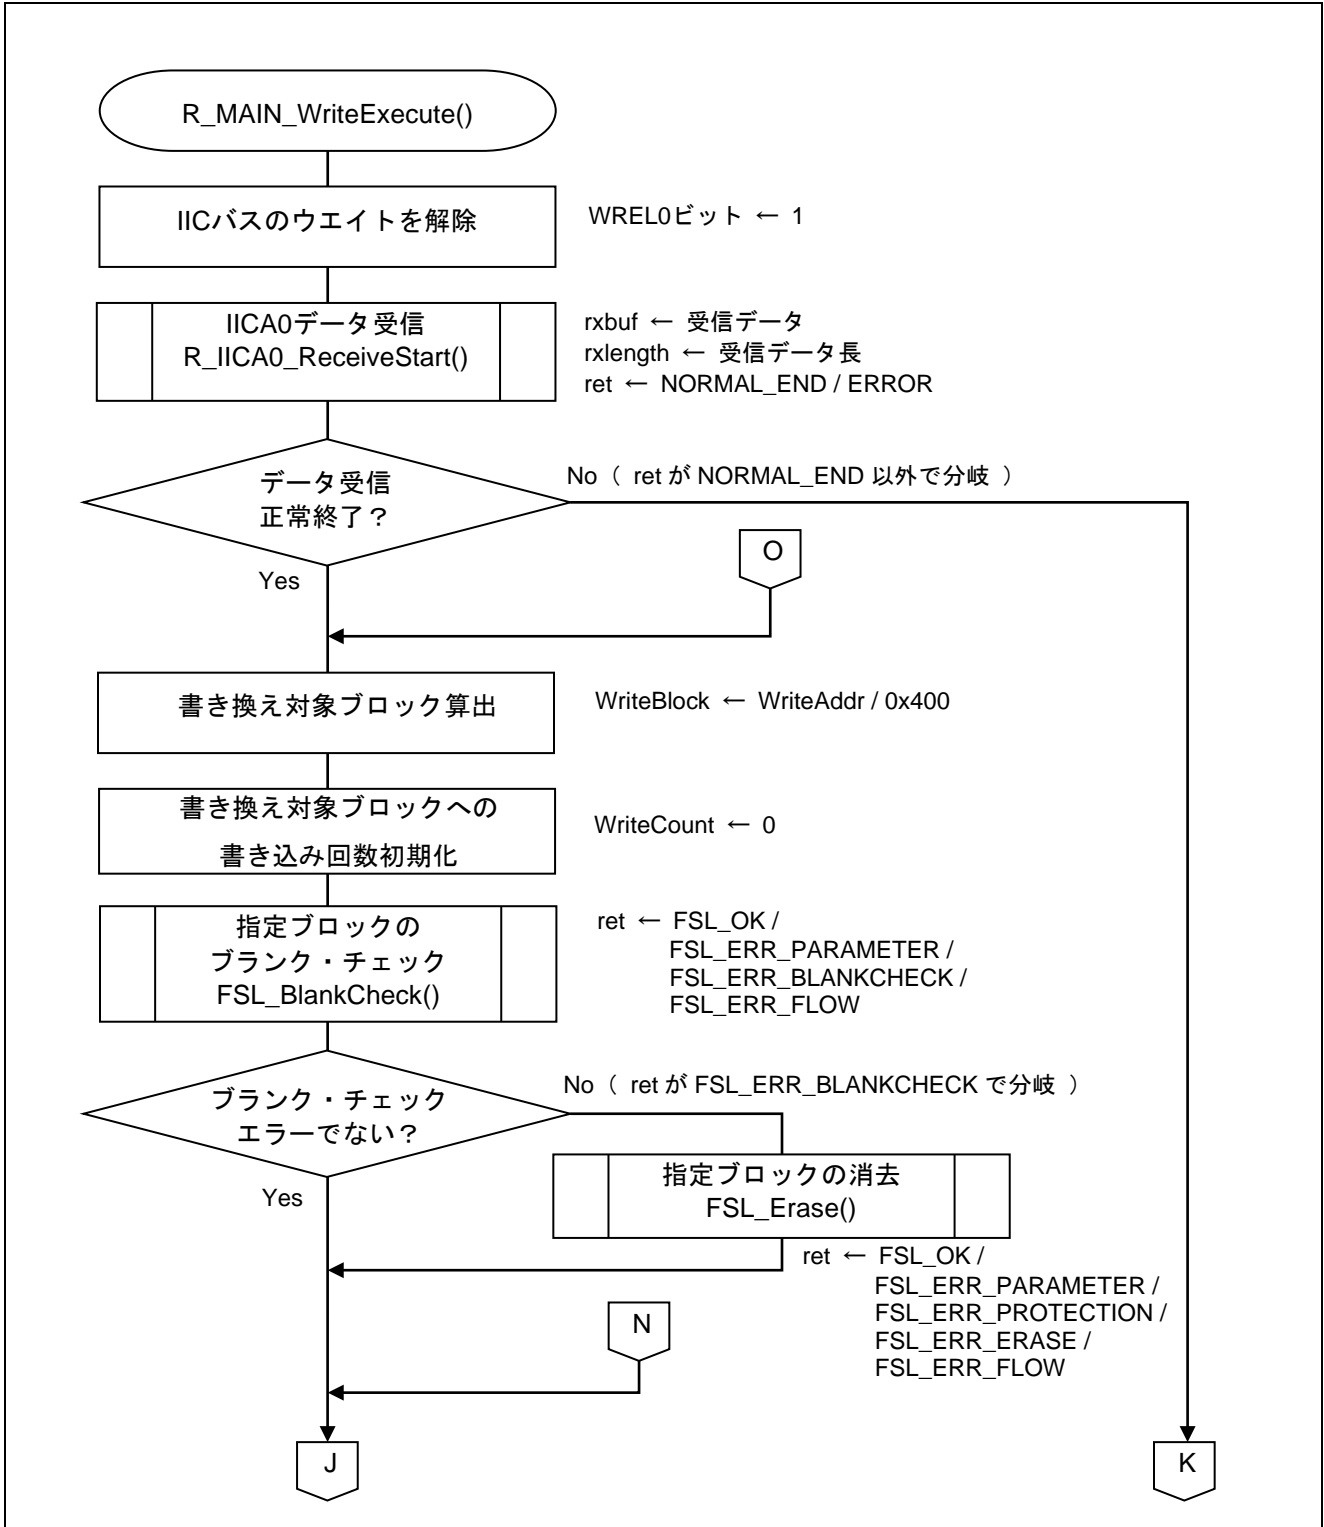 R_MAIN_WriteExecute()
IICバスのウエイトを解除
WREL0ビット ← 1
IICA0データ受信
R_IICA0_ReceiveStart()
rxbuf ← 受信データ
rxlength ← 受信データ長
ret ← NORMAL_END / ERROR
データ受信
正常終了？
No（ ret が NORMAL_END 以外で分岐 ）
O
Yes
書き換え対象ブロック算出
WriteBlock ← WriteAddr / 0x400
書き換え対象ブロックへの
書き込み回数初期化
WriteCount ← 0
指定ブロックの
ブランク・チェック
FSL_BlankCheck()
ret ← FSL_OK /
FSL_ERR_PARAMETER /
FSL_ERR_BLANKCHECK /
FSL_ERR_FLOW
ブランク・チェック
エラーでない？
No（ ret が FSL_ERR_BLANKCHECK で分岐 ）
Yes
指定ブロックの消去
FSL_Erase()
ret ← FSL_OK /
FSL_ERR_PARAMETER /
FSL_ERR_PROTECTION /
FSL_ERR_ERASE /
FSL_ERR_FLOW
N
J
K